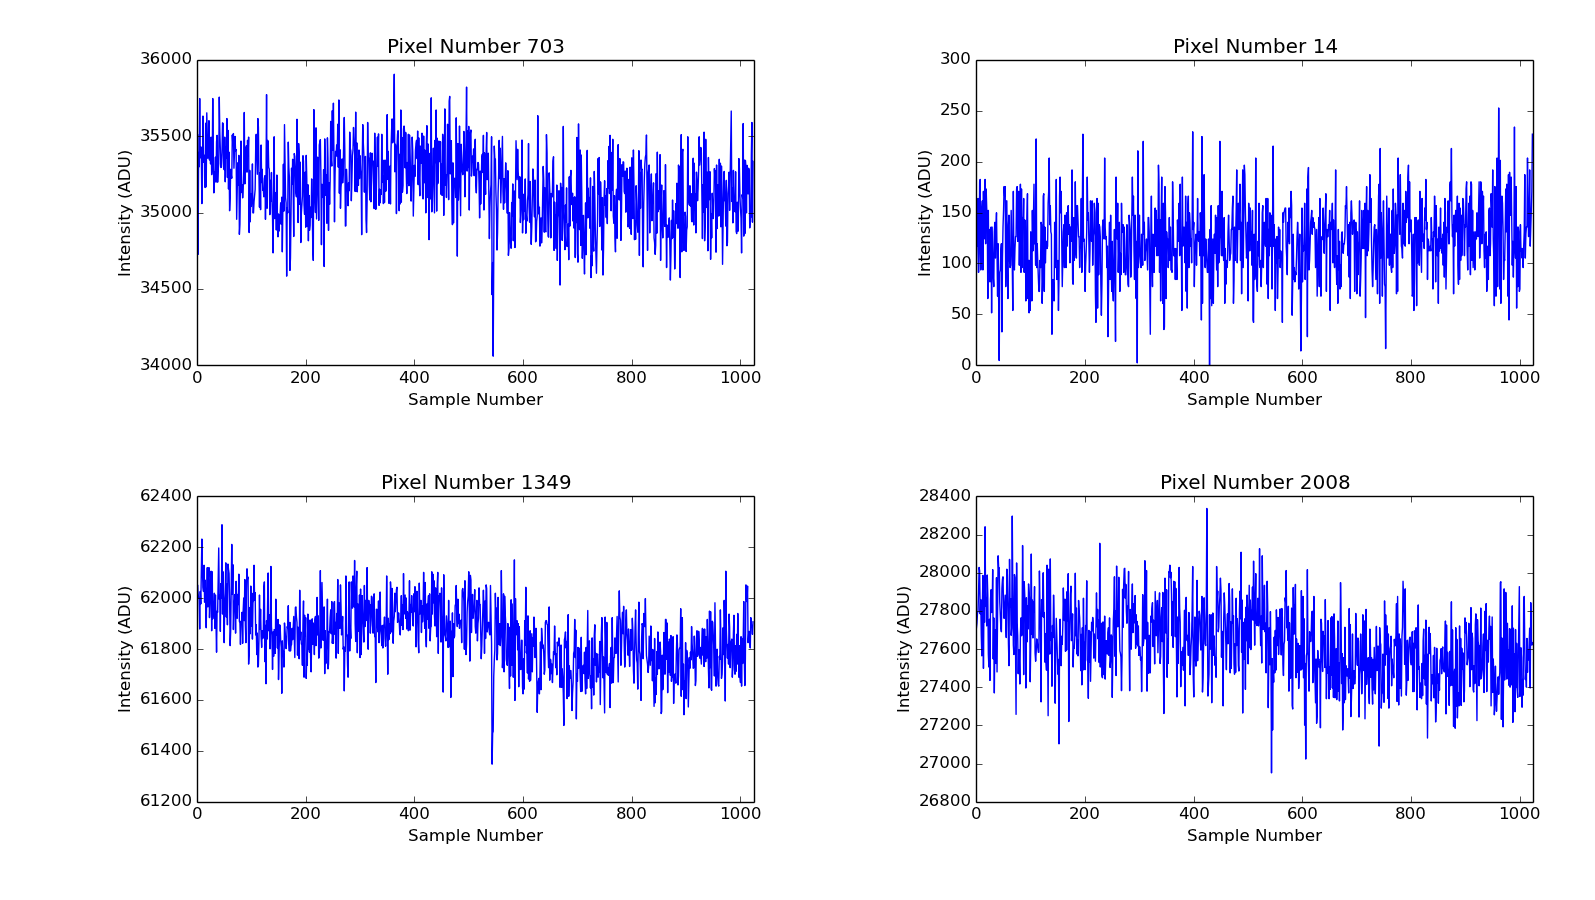 Pixel Number 703
36000
35500
35000
34500
34000
Intensity (ADU)
0 200 400 600 800 1000
Sample Number
Pixel Number 14
300
250
200
150
100
50
0
Intensity (ADU)
0 200 400 600 800 1000
Sample Number
Pixel Number 1349
62400
62200
62000
61800
61600
61400
61200
Intensity (ADU)
0 200 400 600 800 1000
Sample Number
Pixel Number 2008
28400
28200
28000
27800
27600
27400
27200
27000
26800
Intensity (ADU)
0 200 400 600 800 1000
Sample Number